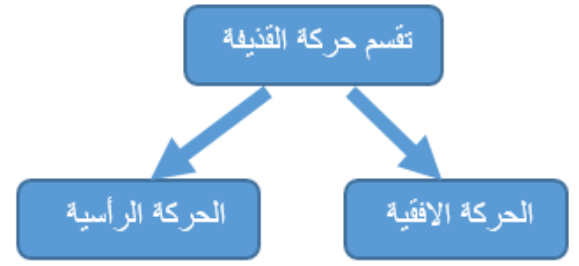 تقسم حركة القذيفة
الحركة الافقية
الحركة الرأسية